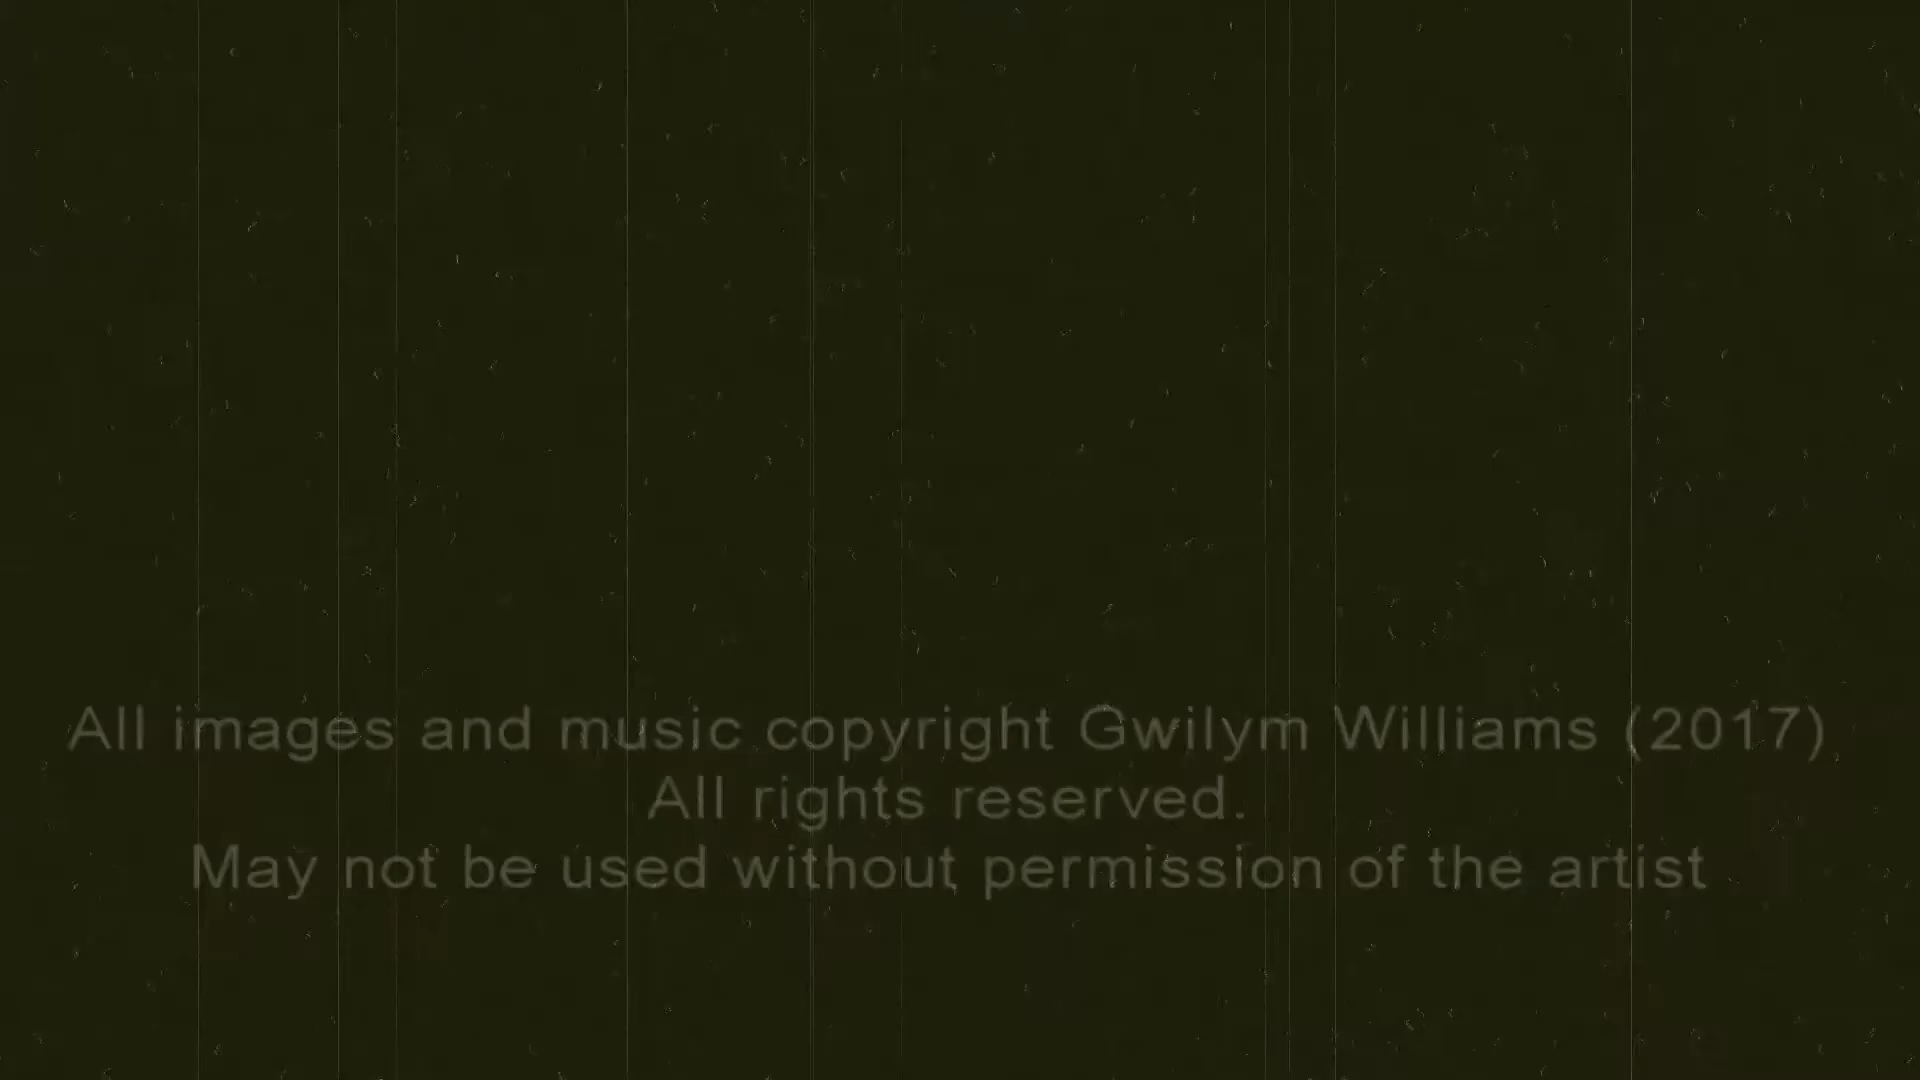 All images and music copyright Gwilym Williams (2017)
All rights reserved.
May not be used without permission of the artist